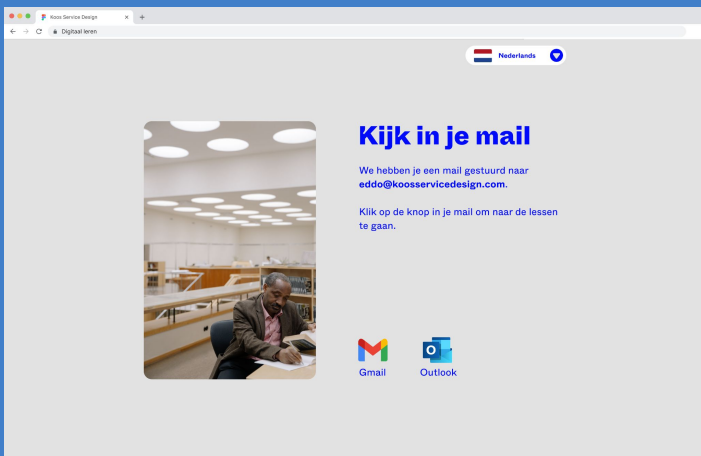 Koos Service Design
Digitaal leren
Nederlands
Kijk in je mail
We hebben je een mail gestuurd naar
eddo@koosservicedesign.com.
Klik op de knop in je mail om naar de lessen
te gaan.
Gmail
Outlook